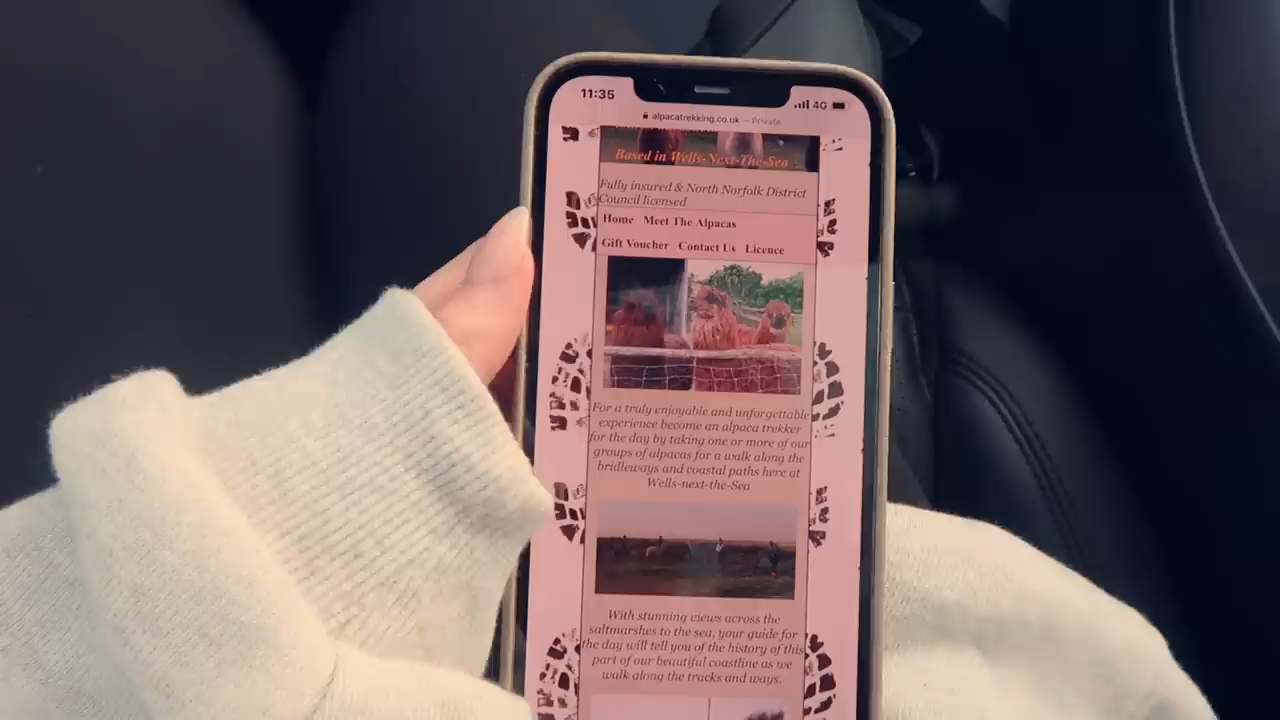 11:35
4G
alpacatrekking.co.uk — Private
Based in Wells-Next-The-Sea
Fully insured & North Norfolk District
Council licensed
Home Meet The Alpacas
Gift Voucher Contact Us Licence
For a truly enjoyable and unforgettable
experience become an alpaca trekker
for the day by taking one or more of our
groups of alpacas for a walk along the
bridleways and coastal paths here at
Wells-next-the-Sea
With stunning views across the
saltmarshes to the sea, your guide for
the day will tell you of the history of this
part of our beautiful coastline as we
walk along the tracks and ways.